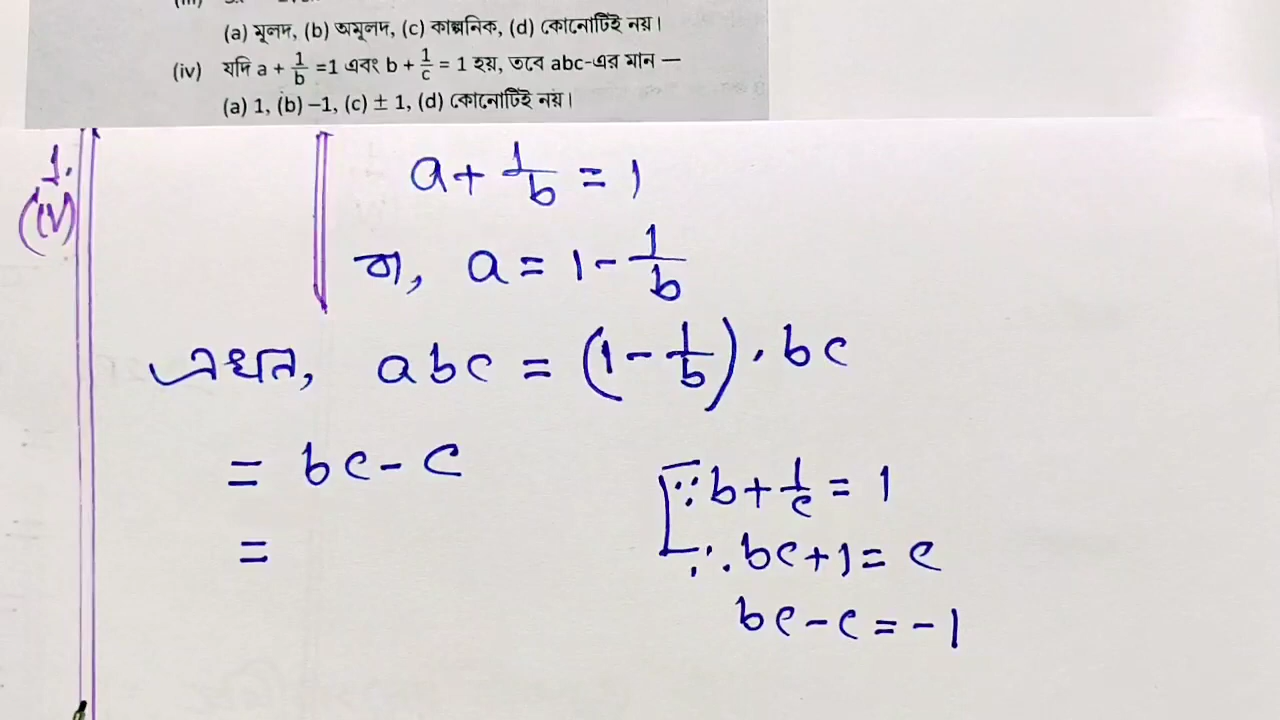 (a) মূলদ, (b) অমূলদ, (c) কাল্পনিক, (d) কোনোটিই নয়।
(iv) যদি a + 1/b =1 এবং b + 1/c = 1 হয়, তবে abc-এর মান —
(a) 1, (b) –1, (c) ± 1, (d) কোনোটিই নয়।
1.
(iv)
a + 1/b = 1
বা, a = 1 - 1/b
এখন, abc = (1 - 1/b) . bc
= bc - c
=
∵ b + 1/c = 1
∴ bc + 1 = c
bc - c = -1